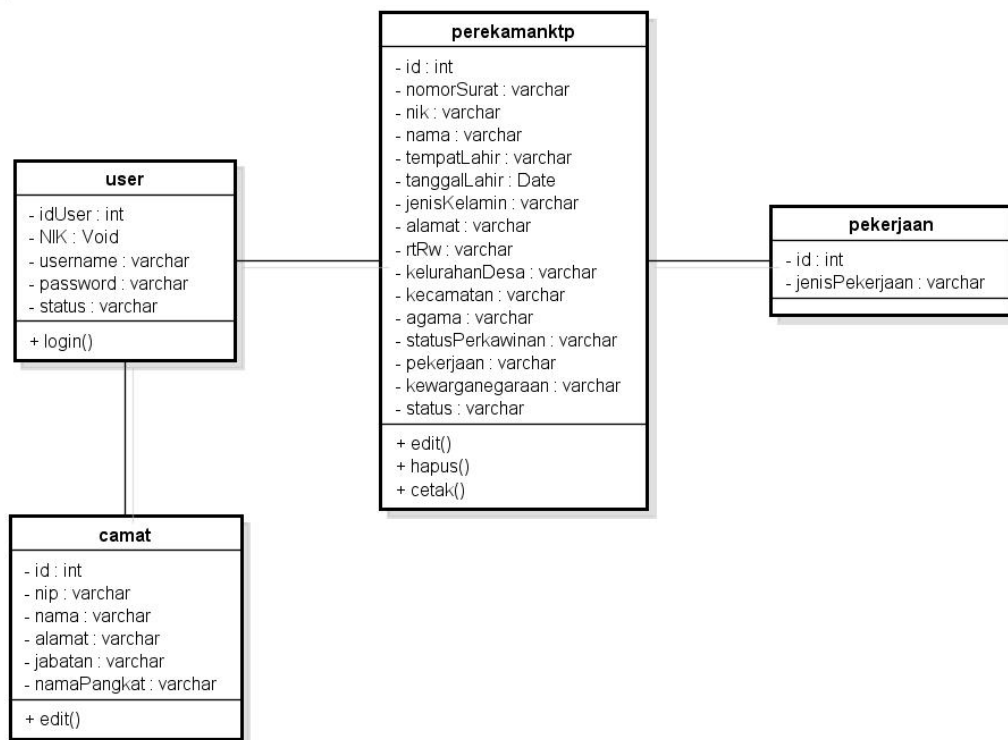 perekamanktp
- id : int
- nomorSurat : varchar
- nik : varchar
- nama : varchar
- tempatLahir : varchar
- tanggalLahir : Date
- jenisKelamin : varchar
- alamat : varchar
- rtRw : varchar
- kelurahanDesa : varchar
- kecamatan : varchar
- agama : varchar
- statusPerkawinan : varchar
- pekerjaan : varchar
- kewarganegaraan : varchar
- status : varchar
+ edit()
+ hapus()
+ cetak()
user
- idUser : int
- NIK : Void
- username : varchar
- password : varchar
- status : varchar
+ login()
pekerjaan
- id : int
- jenisPekerjaan : varchar
camat
- id : int
- nip : varchar
- nama : varchar
- alamat : varchar
- jabatan : varchar
- namaPangkat : varchar
+ edit()